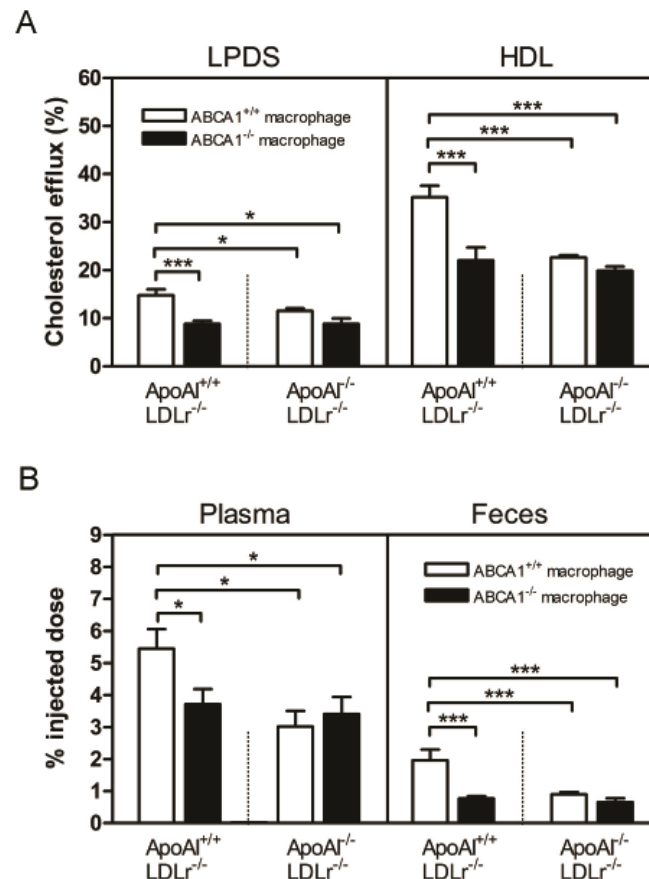 A
LPDS HDL
Cholesterol efflux (%)
60
50
40
30
20
10
0
ABCA1+/+ macrophage
ABCA1-/- macrophage
***
***
***
*
*
***
ApoAI+/+ ApoAI-/- ApoAI+/+ ApoAI-/-
LDLr-/- LDLr-/- LDLr-/- LDLr-/-
B
Plasma Feces
% injected dose
9
8
7
6
5
4
3
2
1
0
ABCA1+/+ macrophage
ABCA1-/- macrophage
*
*
*
***
***
***
ApoAI+/+ ApoAI-/- ApoAI+/+ ApoAI-/-
LDLr-/- LDLr-/- LDLr-/- LDLr-/-